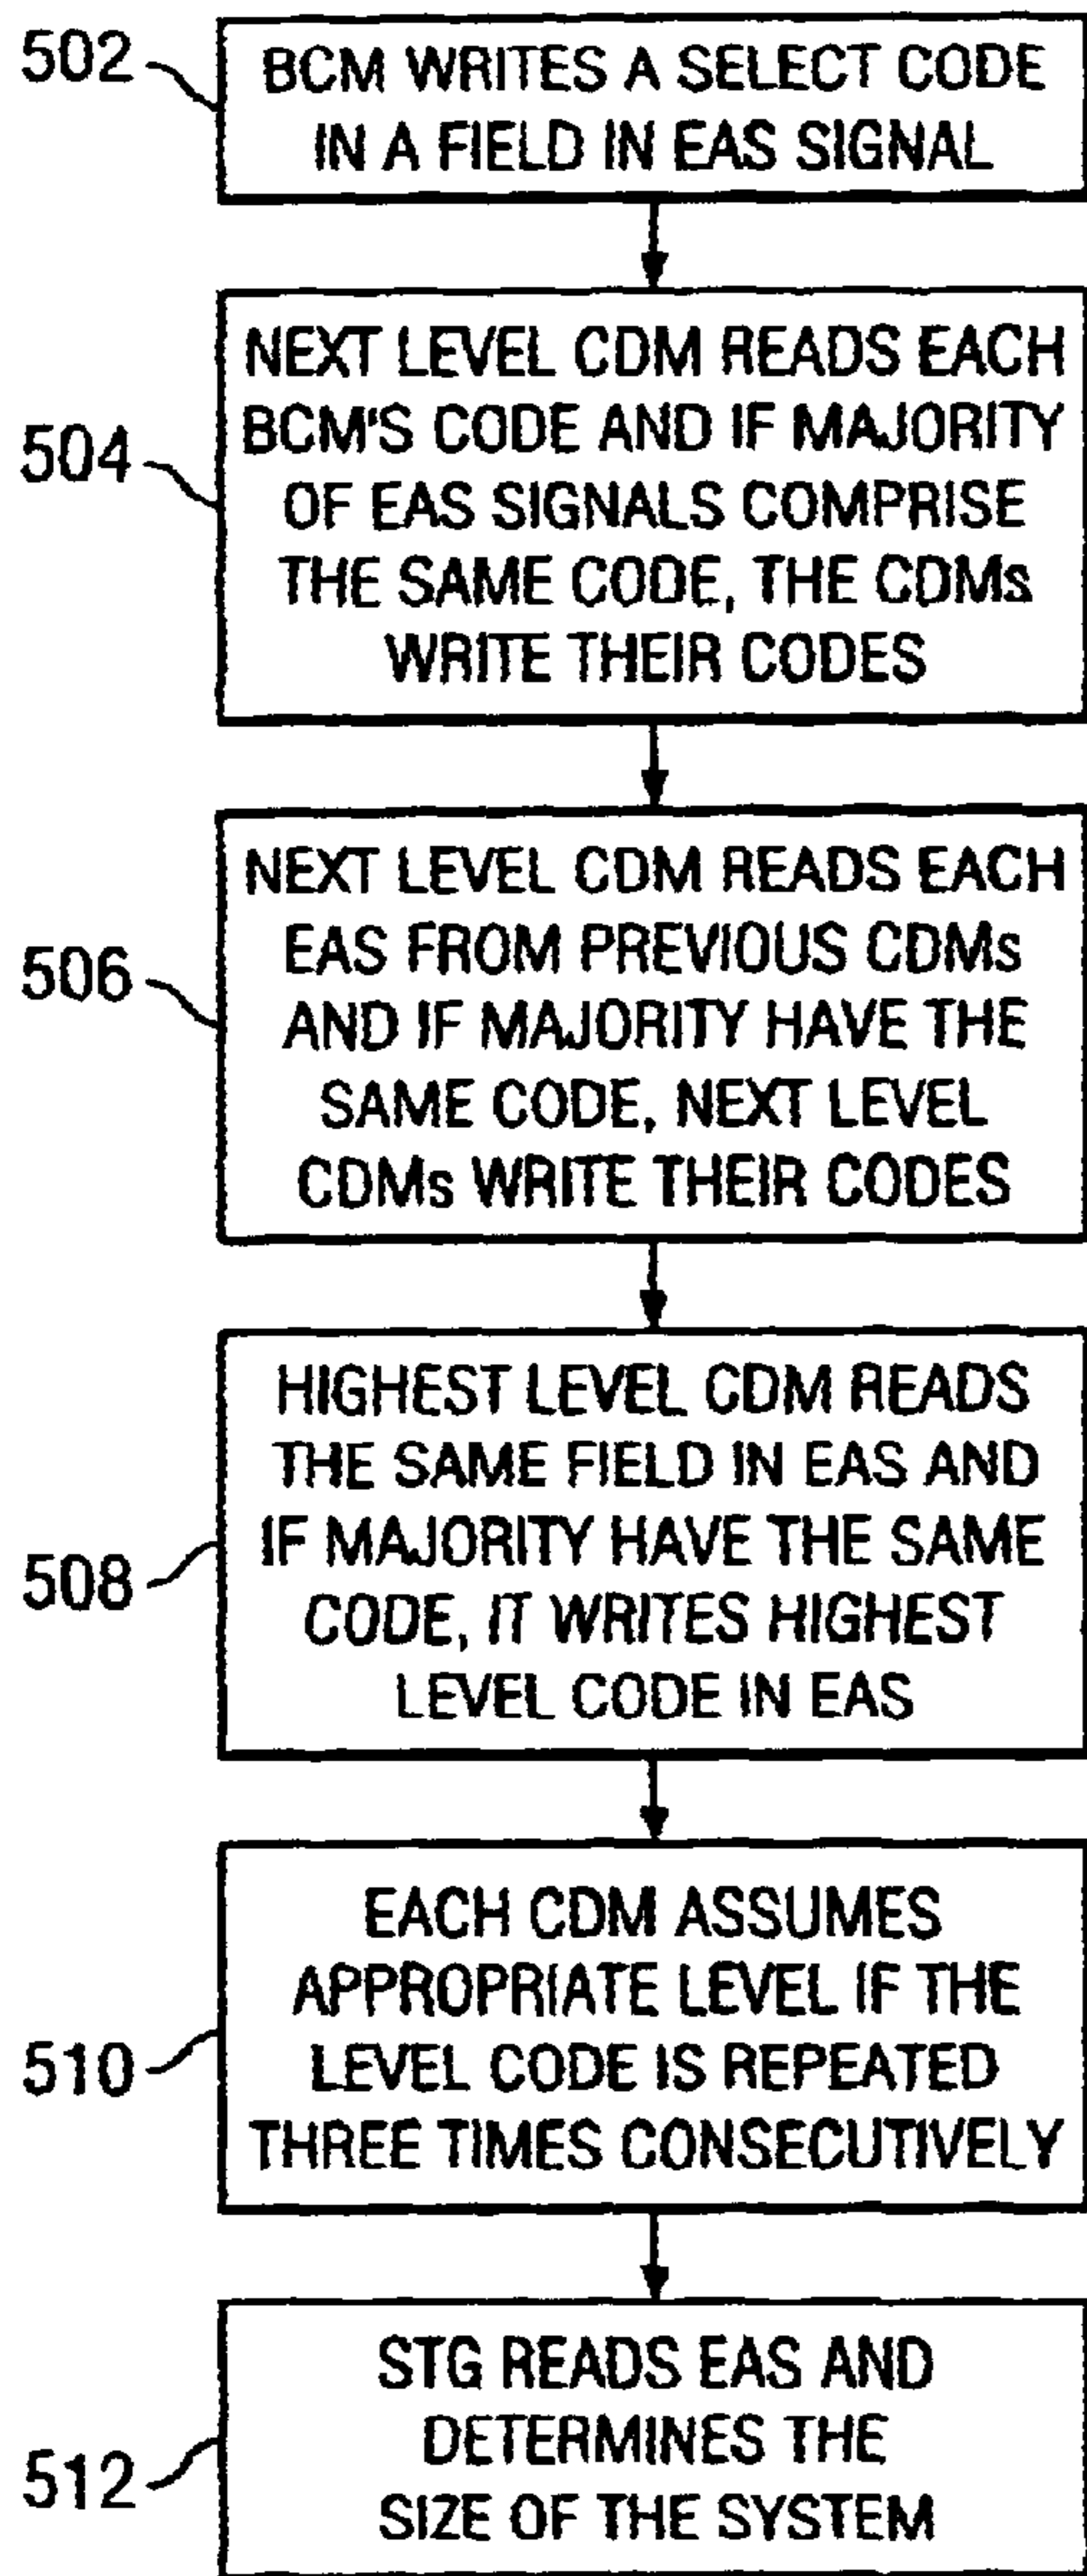 502
BCM WRITES A SELECT CODE
IN A FIELD IN EAS SIGNAL
504
NEXT LEVEL CDM READS EACH
BCM'S CODE AND IF MAJORITY
OF EAS SIGNALS COMPRISE
THE SAME CODE, THE CDMs
WRITE THEIR CODES
506
NEXT LEVEL CDM READS EACH
EAS FROM PREVIOUS CDMs
AND IF MAJORITY HAVE THE
SAME CODE, NEXT LEVEL
CDMs WRITE THEIR CODES
508
HIGHEST LEVEL CDM READS
THE SAME FIELD IN EAS AND
IF MAJORITY HAVE THE SAME
CODE, IT WRITES HIGHEST
LEVEL CODE IN EAS
510
EACH CDM ASSUMES
APPROPRIATE LEVEL IF THE
LEVEL CODE IS REPEATED
THREE TIMES CONSECUTIVELY
512
STG READS EAS AND
DETERMINES THE
SIZE OF THE SYSTEM